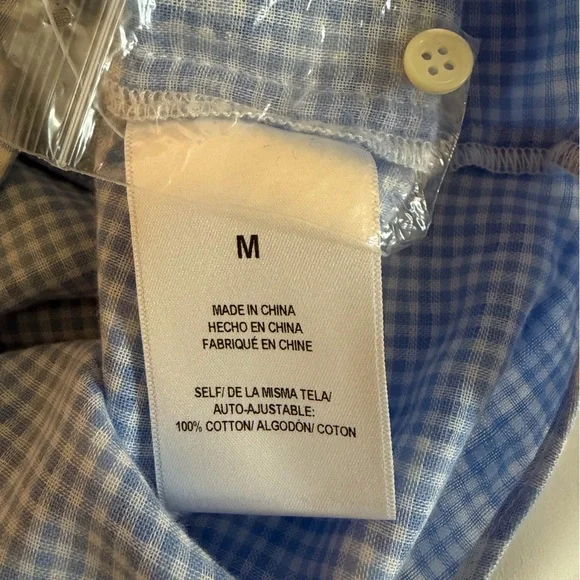 M
MADE IN CHINA
HECHO EN CHINA
FABRIQUÉ EN CHINE
SELF/ DE LA MISMA TELA/
AUTO-AJUSTABLE:
100% COTTON/ ALGODÓN/ COTON